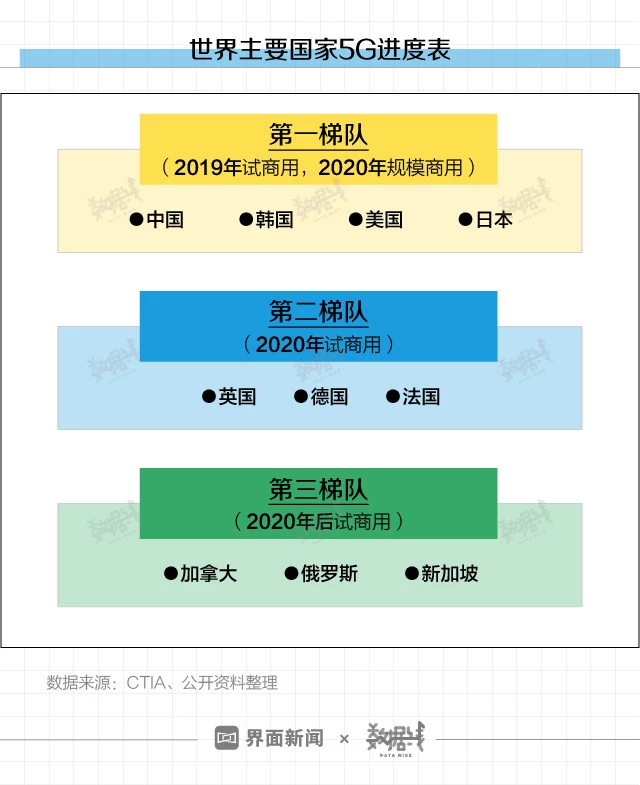 世界主要国家5G进度表
第一梯队
（2019年试商用，2020年规模商用）
●中国 ●韩国 ●美国 ●日本
第二梯队
（2020年试商用）
●英国 ●德国 ●法国
第三梯队
（2020年后试商用）
●加拿大 ●俄罗斯 ●新加坡
数据来源：CTIA、公开资料整理
界面新闻 × 数据线
DATA WIRE